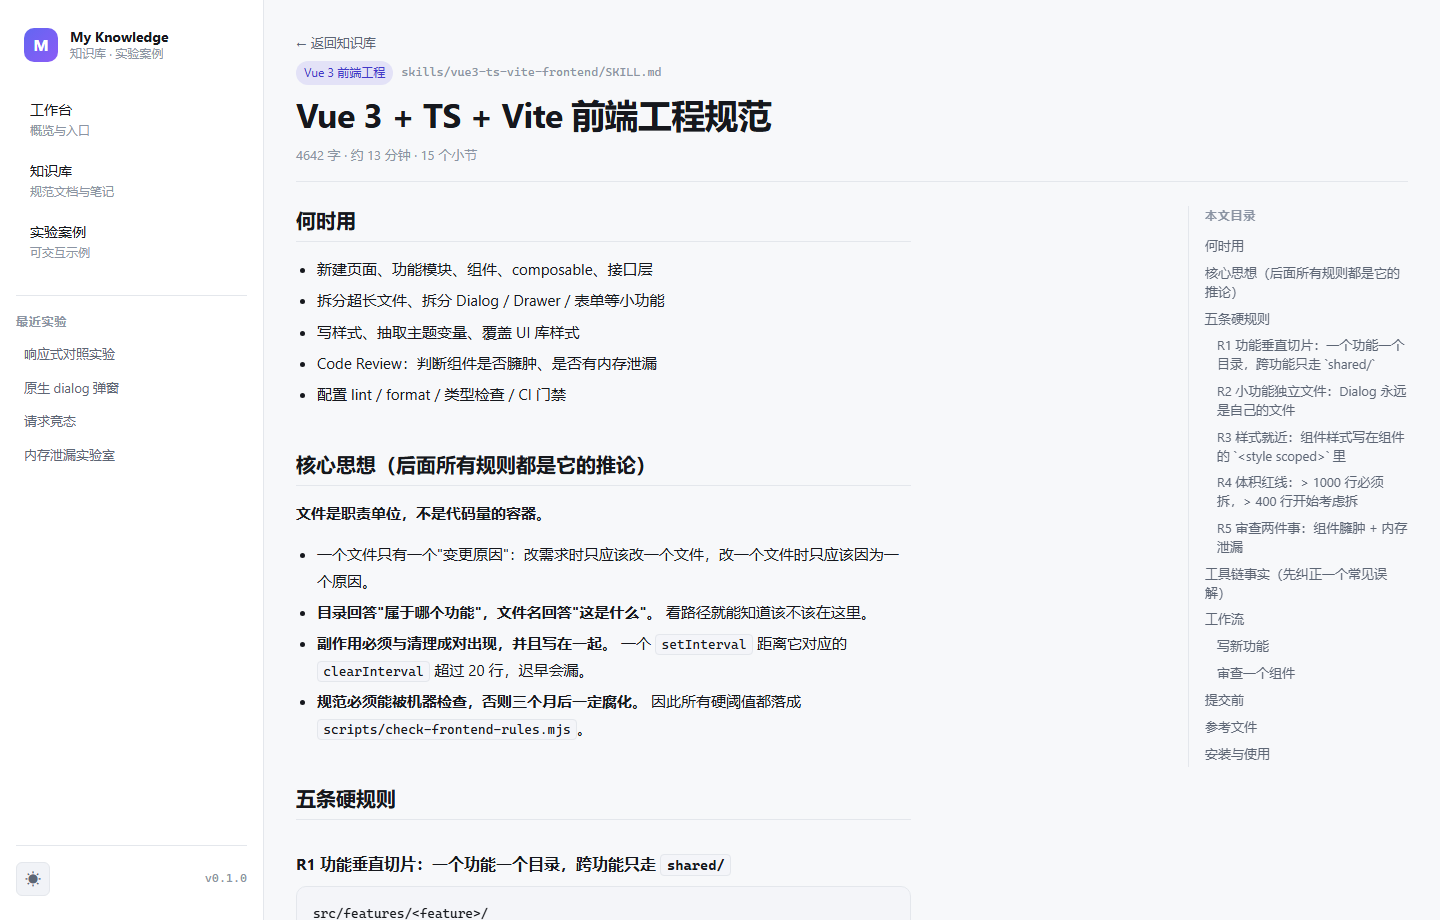 M
My Knowledge
知识库 · 实验案例
工作台
概览与入口
知识库
规范文档与笔记
实验案例
可交互示例
最近实验
响应式对照实验
原生 dialog 弹窗
请求竞态
内存泄漏实验室
v0.1.0
← 返回知识库
Vue 3 前端工程 skills/vue3-ts-vite-frontend/SKILL.md
Vue 3 + TS + Vite 前端工程规范
4642 字 · 约 13 分钟 · 15 个小节
何时用
• 新建页面、功能模块、组件、composable、接口层
• 拆分超长文件、拆分 Dialog / Drawer / 表单等小功能
• 写样式、抽取主题变量、覆盖 UI 库样式
• Code Review：判断组件是否臃肿、是否有内存泄漏
• 配置 lint / format / 类型检查 / CI 门禁
核心思想（后面所有规则都是它的推论）
文件是职责单位，不是代码量的容器。
• 一个文件只有一个"变更原因"：改需求时只应该改一个文件，改一个文件时只应该因为一
个原因。
• 目录回答"属于哪个功能"，文件名回答"这是什么"。 看路径就能知道该不该在这里。
• 副作用必须与清理成对出现，并且写在一起。 一个 setInterval 距离它对应的
clearInterval 超过 20 行，迟早会漏。
• 规范必须能被机器检查，否则三个月后一定腐化。 因此所有硬阈值都落成
scripts/check-frontend-rules.mjs 。
五条硬规则
R1 功能垂直切片：一个功能一个目录，跨功能只走 shared/
src/features/<feature>/
本文目录
何时用
核心思想（后面所有规则都是它的
推论）
五条硬规则
R1 功能垂直切片：一个功能一个
目录，跨功能只走 `shared/`
R2 小功能独立文件：Dialog 永远
是自己的文件
R3 样式就近：组件样式写在组件
的 `<style scoped>` 里
R4 体积红线：> 1000 行必须
拆，> 400 行开始考虑拆
R5 审查两件事：组件臃肿 + 内存
泄漏
工具链事实（先纠正一个常见误
解）
工作流
写新功能
审查一个组件
提交前
参考文件
安装与使用